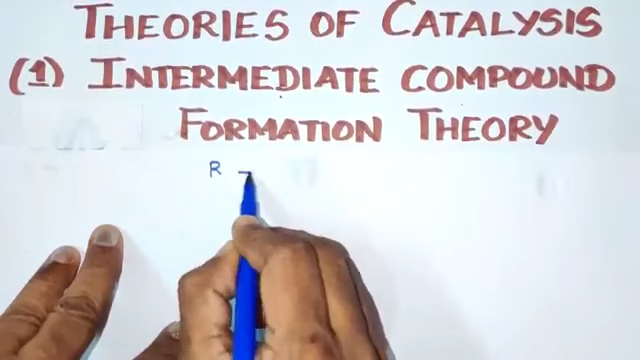 THEORIES OF CATALYSIS
(1) INTERMEDIATE COMPOUND
FORMATION THEORY
R -